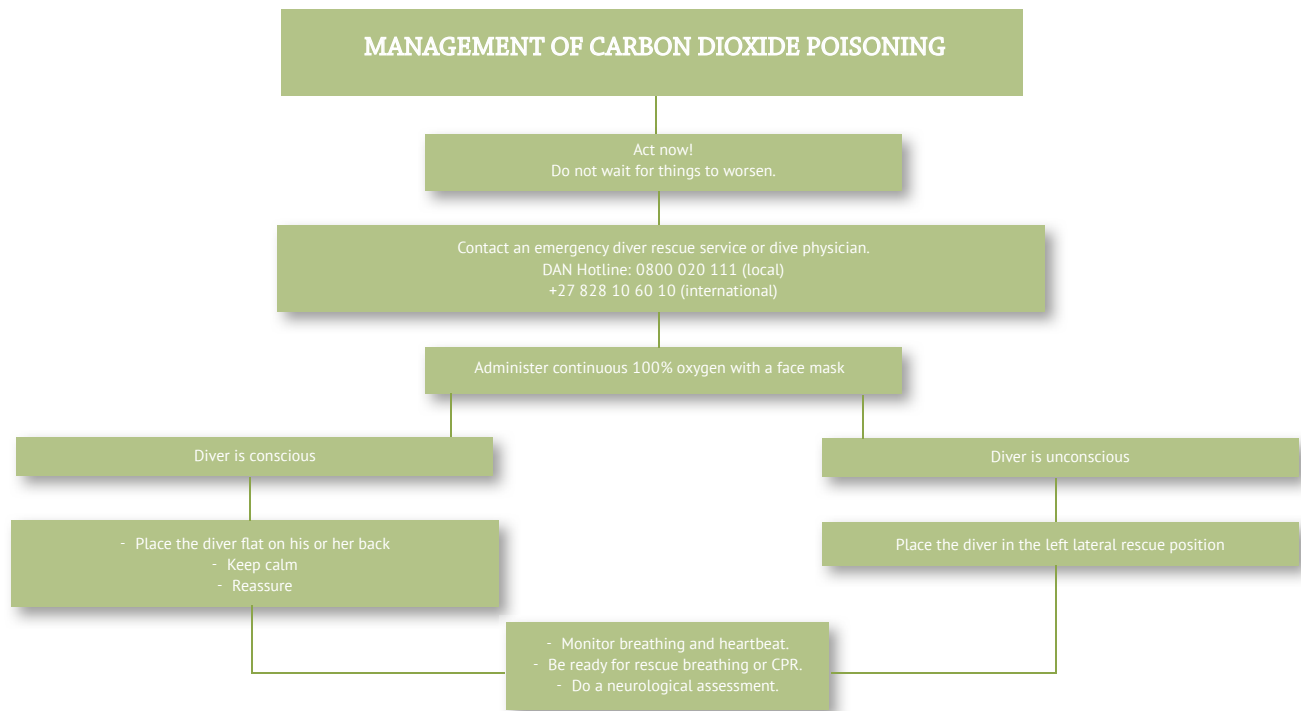 MANAGEMENT OF CARBON DIOXIDE POISONING
Act now!
Do not wait for things to worsen.
Contact an emergency diver rescue service or dive physician.
DAN Hotline: 0800 020 111 (local)
+27 828 10 60 10 (international)
Administer continuous 100% oxygen with a face mask
Diver is conscious
- Place the diver flat on his or her back
- Keep calm
- Reassure
Diver is unconscious
Place the diver in the left lateral rescue position
- Monitor breathing and heartbeat.
- Be ready for rescue breathing or CPR.
- Do a neurological assessment.